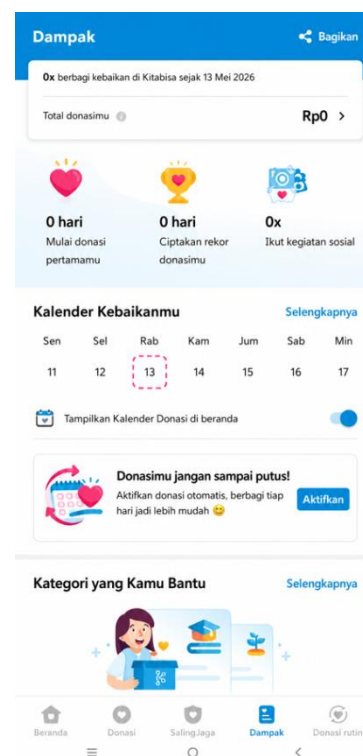 Dampak
Bagikan
0x berbagi kebaikan di Kitabisa sejak 13 Mei 2026
Total donasimu
Rp0 >
0 hari
Mulai donasi
pertamamu
0 hari
Ciptakan rekor
donasimu
0x
Ikut kegiatan sosial
Kalender Kebaikanmu
Selengkapnya
Sen Sel Rab Kam Jum Sab Min
11 12 13 14 15 16 17
Tampilkan Kalender Donasi di beranda
Donasimu jangan sampai putus!
Aktifkan donasi otomatis, berbagi tiap
hari jadi lebih mudah 😄
Aktifkan
Kategori yang Kamu Bantu
Selengkapnya
Beranda Donasi SalingJaga Dampak Donasi rutin